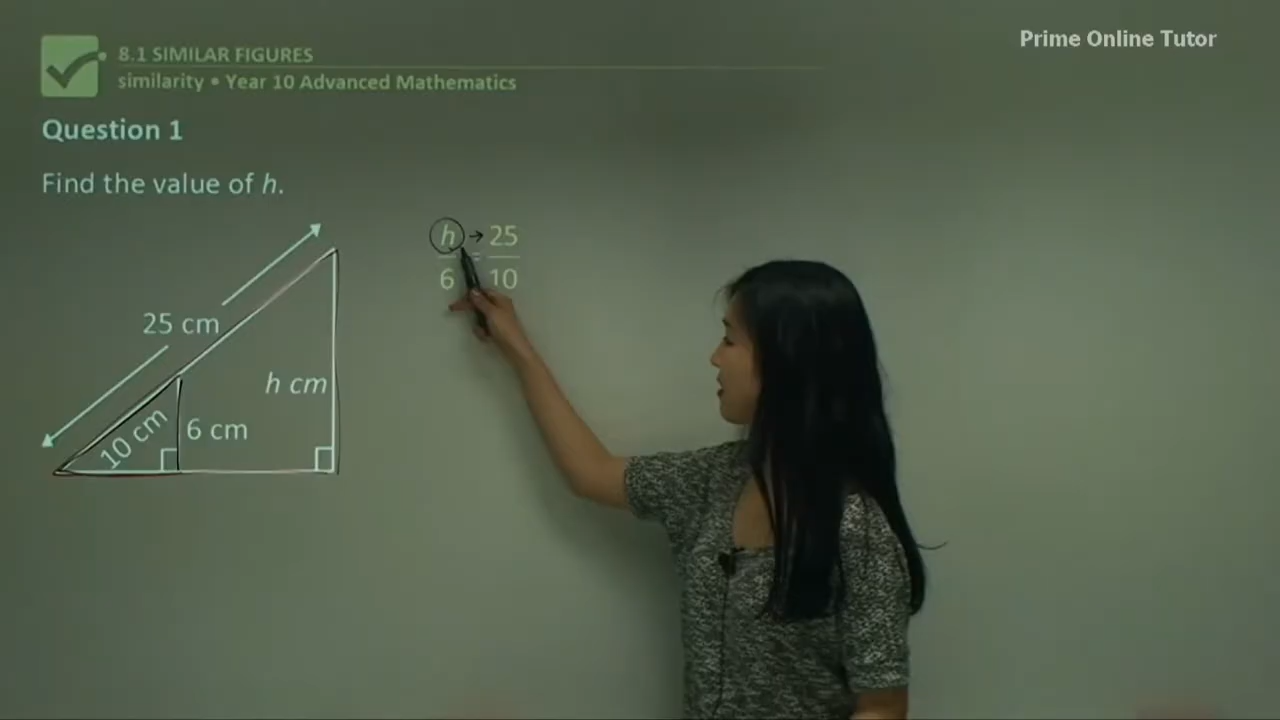 Prime Online Tutor
8.1 SIMILAR FIGURES
similarity • Year 10 Advanced Mathematics
Question 1
Find the value of h.
h → 25
=
6 10
25 cm
h cm
10 cm
6 cm